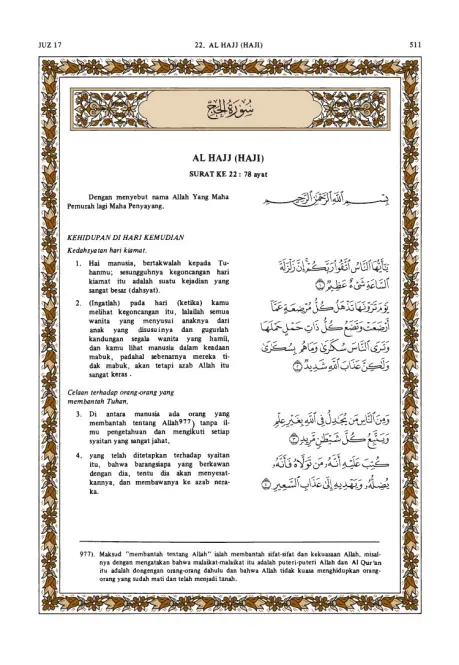 JUZ 17
22. AL HAJJ (HAJI)
511
سُورَةُ الحَجِّ
AL HAJJ (HAJI)
SURAT KE 22 : 78 ayat
Dengan menyebut nama Allah Yang Maha
Pemurah lagi Maha Penyayang.
بِسْمِ اللَّهِ الرَّحْمَٰنِ الرَّحِيمِ
KEHIDUPAN DI HARI KEMUDIAN
Kedahsyatan hari kiamat.
1. Hai manusia, bertakwalah kepada Tu-
hanmu; sesungguhnya kegoncangan hari
kiamat itu adalah suatu kejadian yang
sangat besar (dahsyat).
يَٰٓأَيُّهَا ٱلنَّاسُ ٱتَّقُوا۟ رَبَّكُمْ إِنَّ زَلْزَلَةَ
ٱلسَّاعَةِ شَىْءٌ عَظِيمٌ ①
2. (Ingatlah) pada hari (ketika) kamu
melihat kegoncangan itu, lalailah semua
wanita yang menyusui anaknya dari
anak yang disusuinya dan gugurlah
kandungan segala wanita yang hamil,
dan kamu lihat manusia dalam keadaan
mabuk, padahal sebenarnya mereka ti-
dak mabuk, akan tetapi azab Allah itu
sangat keras.
يَوْمَ تَرَوْنَهَا تَذْهَلُ كُلُّ مُرْضِعَةٍ عَمَّآ
أَرْضَعَتْ وَتَضَعُ كُلُّ ذَاتِ حَمْلٍ حَمْلَهَا
وَتَرَى ٱلنَّاسَ سُكَٰرَىٰ وَمَا هُم بِسُكَٰرَىٰ
وَلَٰكِنَّ عَذَابَ ٱللَّهِ شَدِيدٌ ②
Celaan terhadap orang-orang yang
membantah Tuhan.
3. Di antara manusia ada orang yang
membantah tentang Allah977) tanpa il-
mu pengetahuan dan mengikuti setiap
syaitan yang sangat jahat,
وَمِنَ ٱلنَّاسِ مَن يُجَٰدِلُ فِى ٱللَّهِ بِغَيْرِ عِلْمٍ
وَيَتَّبِعُ كُلَّ شَيْطَٰنٍ مَّرِيدٍ ③
4. yang telah ditetapkan terhadap syaitan
itu, bahwa barangsiapa yang berkawan
dengan dia, tentu dia akan menyesat-
kannya, dan membawanya ke azab nera-
ka.
كُتِبَ عَلَيْهِ أَنَّهُۥ مَن تَوَلَّاهُ فَأَنَّهُۥ
يُضِلُّهُۥ وَيَهْدِيهِ إِلَىٰ عَذَابِ ٱلسَّعِيرِ ④
977). Maksud "membantah tentang Allah" ialah membantah sifat-sifat dan kekuasaan Allah, misal-
nya dengan mengatakan bahwa malaikat-malaikat itu adalah puteri-puteri Allah dan Al Qur'an
itu adalah dongengan orang-orang dahulu dan bahwa Allah tidak kuasa menghidupkan orang-
orang yang sudah mati dan telah menjadi tanah.